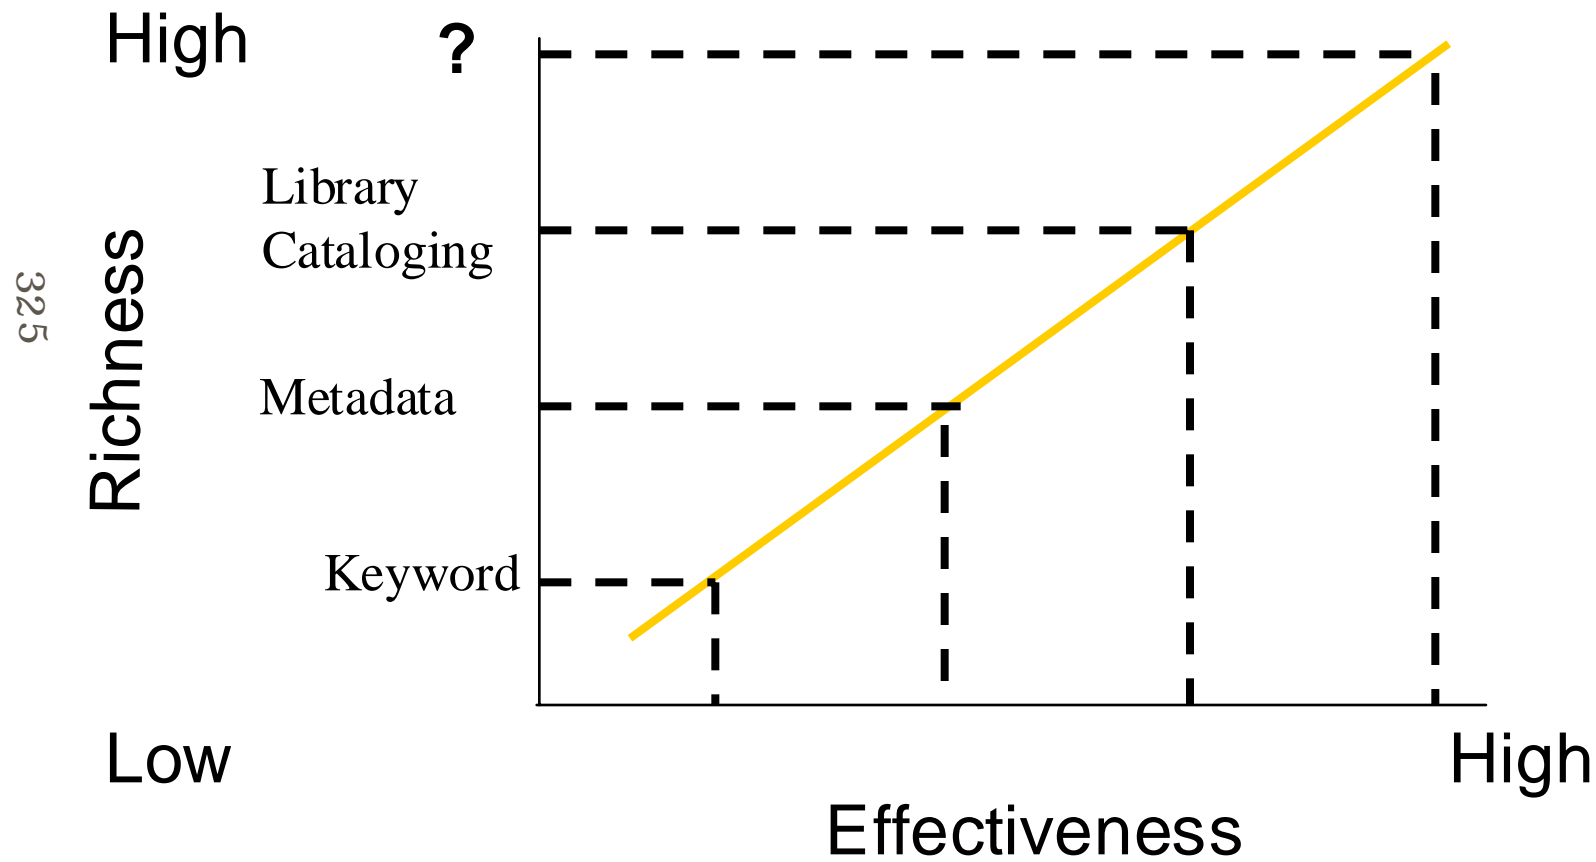 High
?
Library
Cataloging
Richness
325
Metadata
Keyword
Low
High
Effectiveness